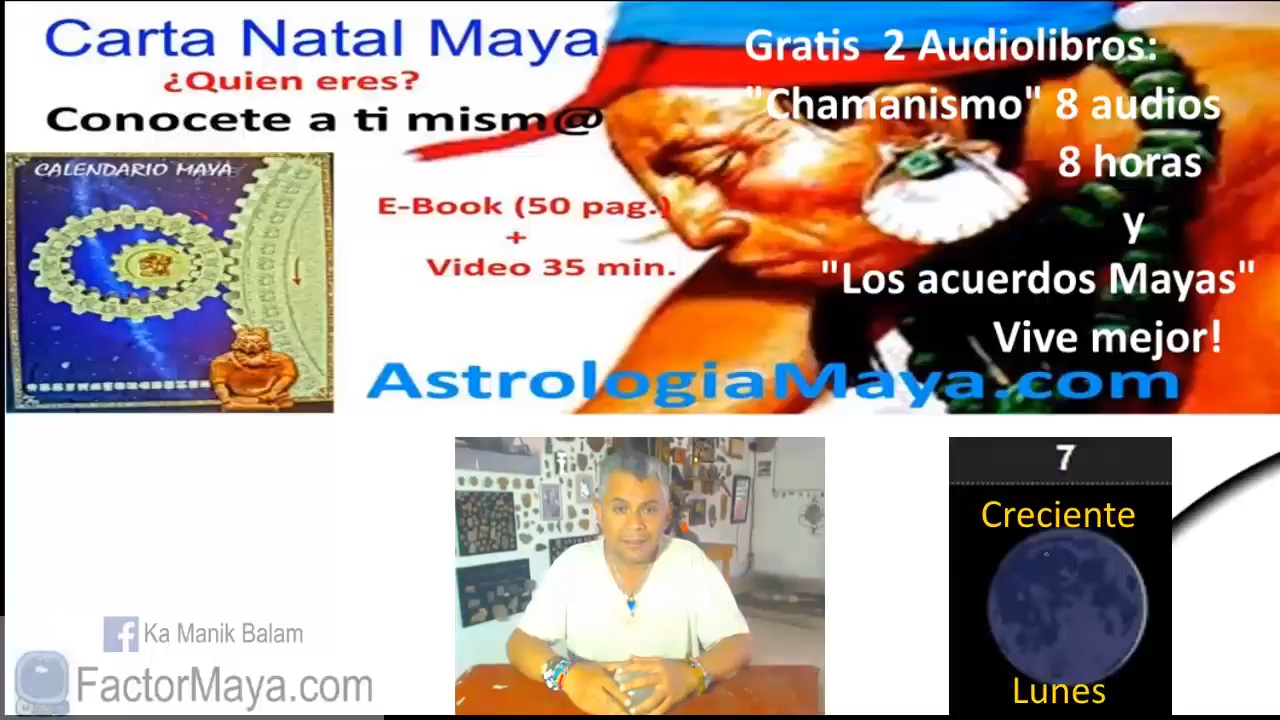 Carta Natal Maya
¿Quien eres?
Conocete a ti mism@
CALENDARIO MAYA
E-Book (50 pag.)
+
Video 35 min.
Gratis 2 Audiolibros:
"Chamanismo" 8 audios
8 horas
y
"Los acuerdos Mayas"
Vive mejor!
AstrologiaMaya.com
7
Creciente
Lunes
Ka Manik Balam
FactorMaya.com